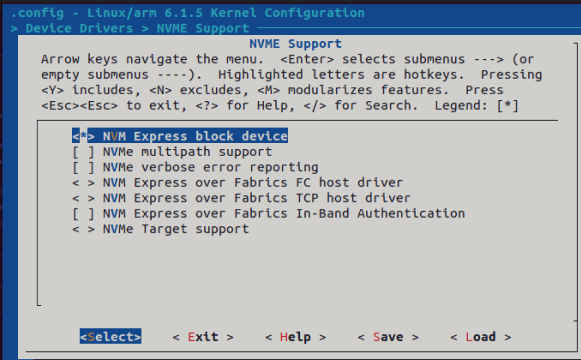 .config - Linux/arm 6.1.5 Kernel Configuration
> Device Drivers > NVME Support
NVME Support
Arrow keys navigate the menu.  <Enter> selects submenus ---> (or
empty submenus ----).  Highlighted letters are hotkeys.  Pressing
<Y> includes, <N> excludes, <M> modularizes features.  Press
<Esc><Esc> to exit, <?> for Help, </> for Search.  Legend: [*]
<*> NVM Express block device
[ ] NVMe multipath support
[ ] NVMe verbose error reporting
< > NVM Express over Fabrics FC host driver
< > NVM Express over Fabrics TCP host driver
[ ] NVM Express over Fabrics In-Band Authentication
< > NVMe Target support
<Select>    < Exit >    < Help >    < Save >    < Load >